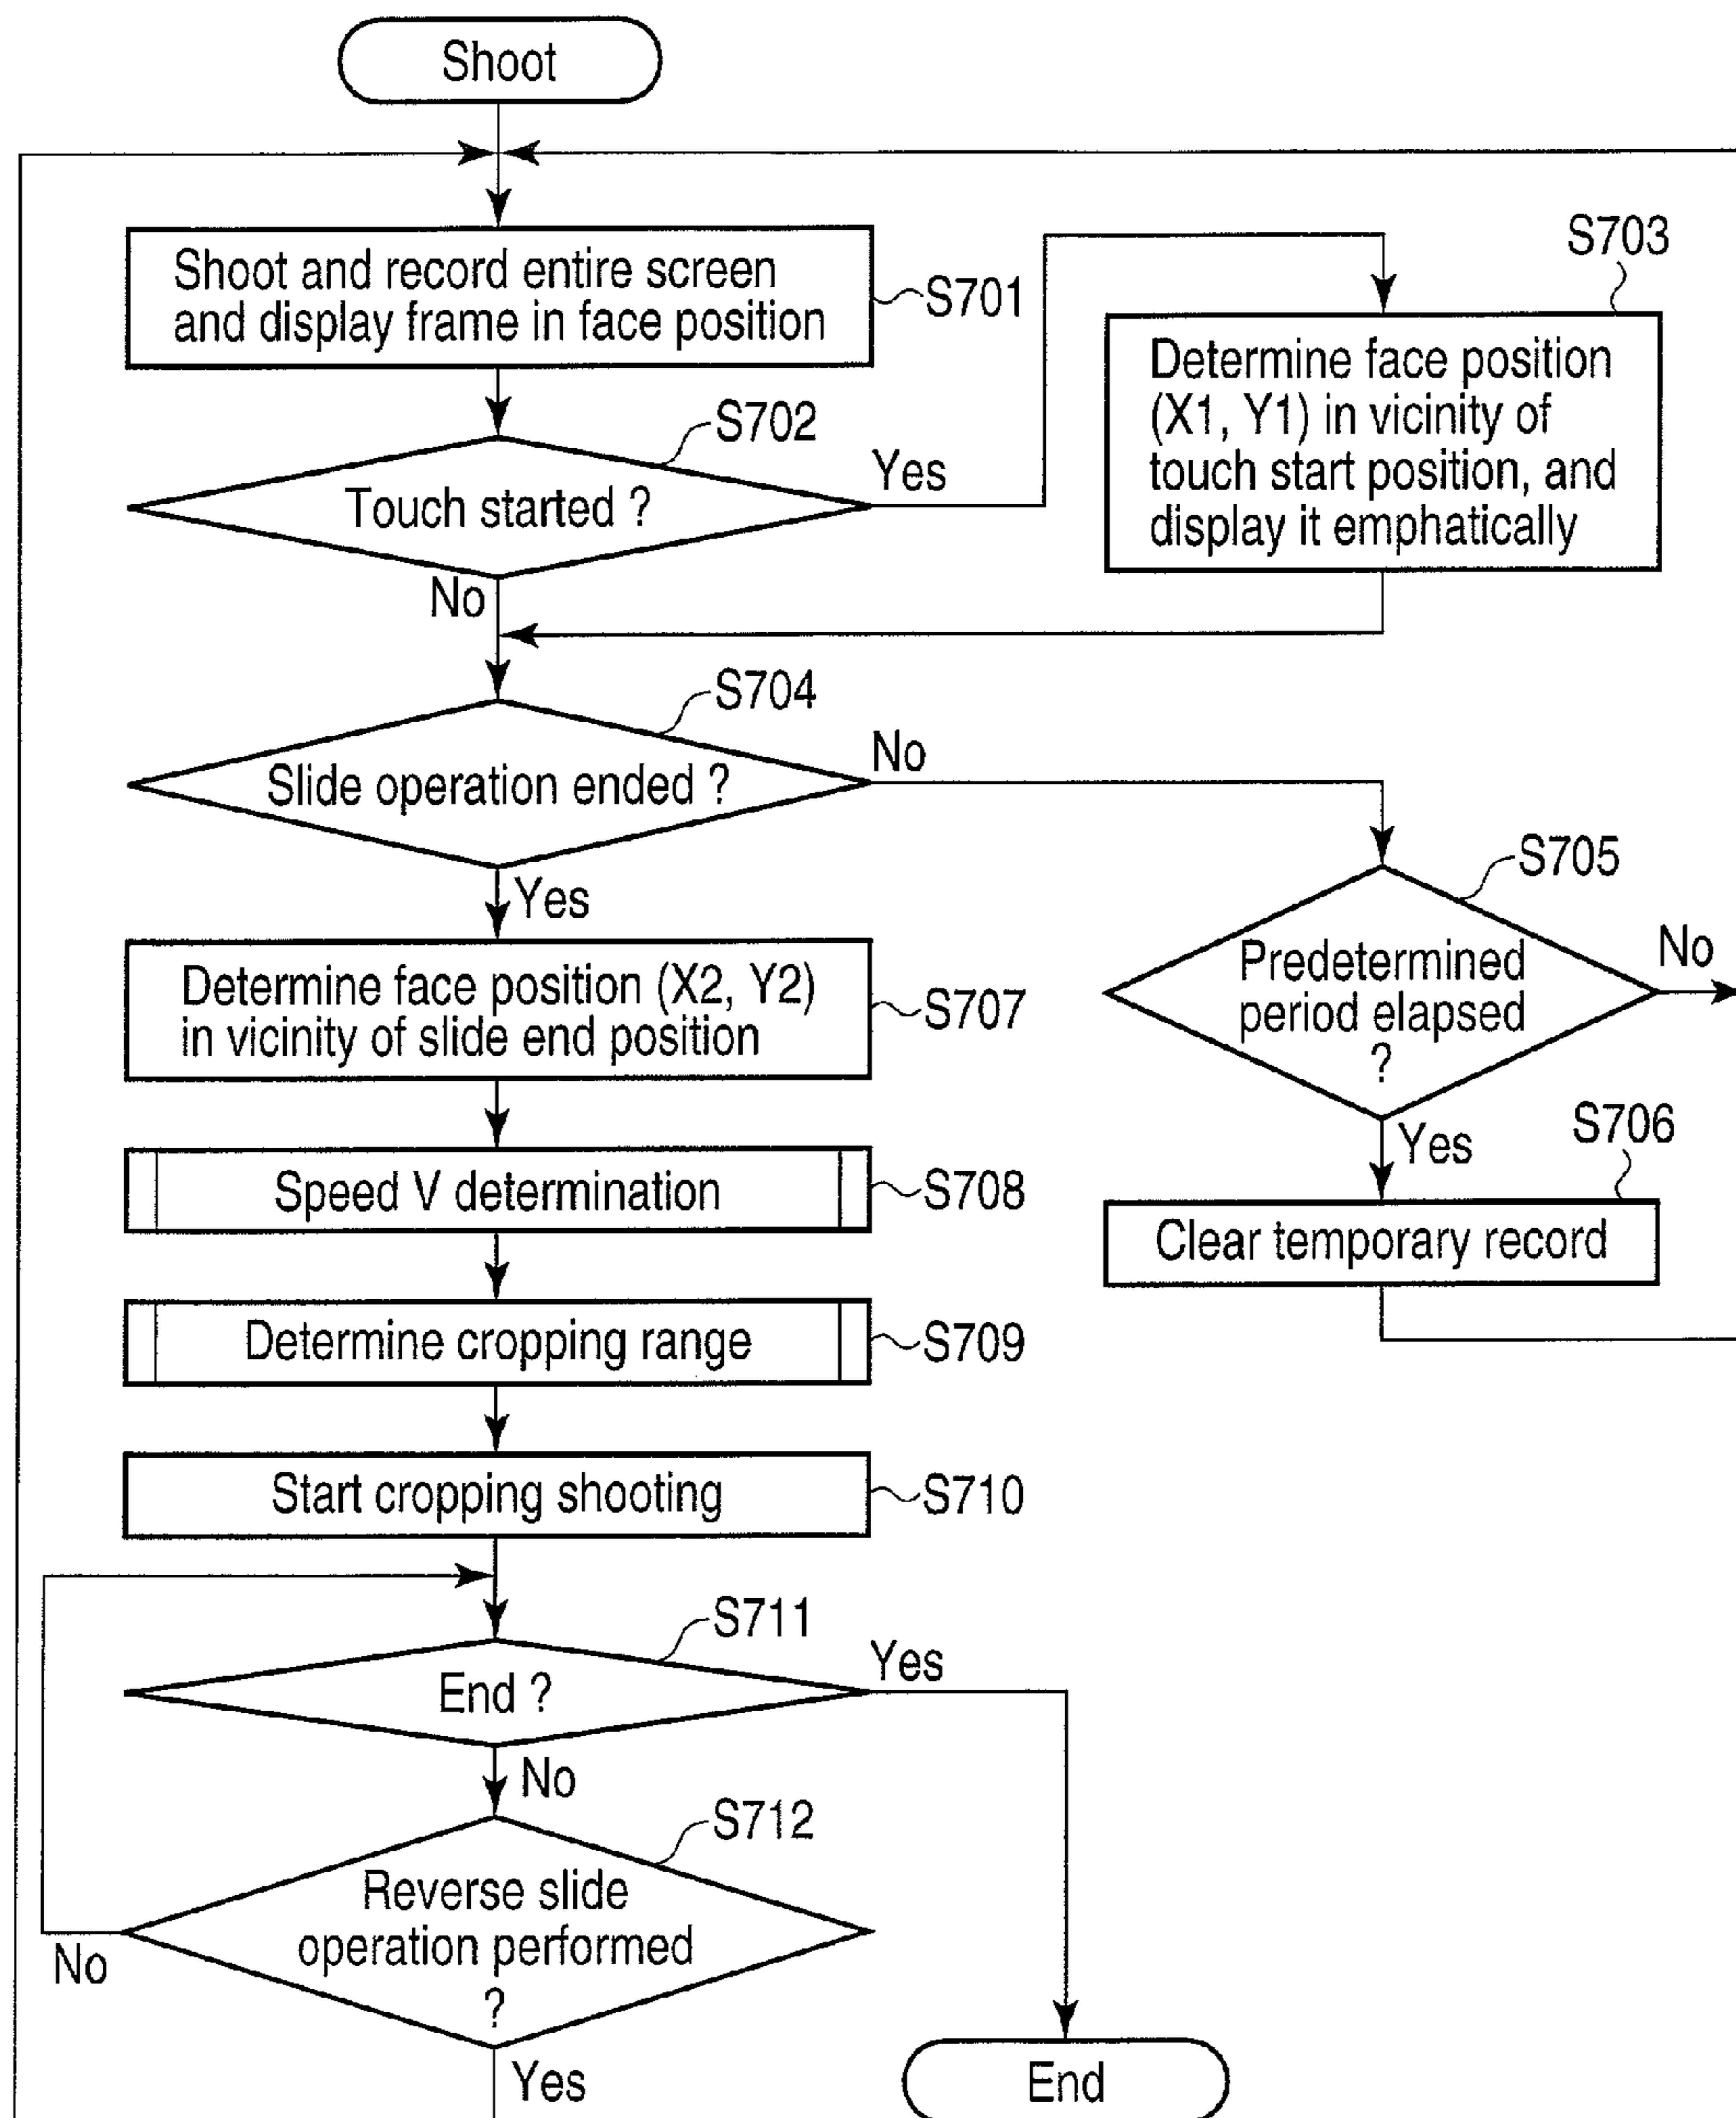 Shoot
Shoot and record entire screen
and display frame in face position
S701
S702
Touch started ?
Yes
No
S703
Determine face position
(X1, Y1) in vicinity of
touch start position, and
display it emphatically
S704
Slide operation ended ?
No
Yes
S705
Predetermined
period elapsed
?
No
Yes
S706
Clear temporary record
Determine face position (X2, Y2)
in vicinity of slide end position
S707
Speed V determination
S708
Determine cropping range
S709
Start cropping shooting
S710
S711
End ?
Yes
No
S712
Reverse slide
operation performed
?
No
Yes
End